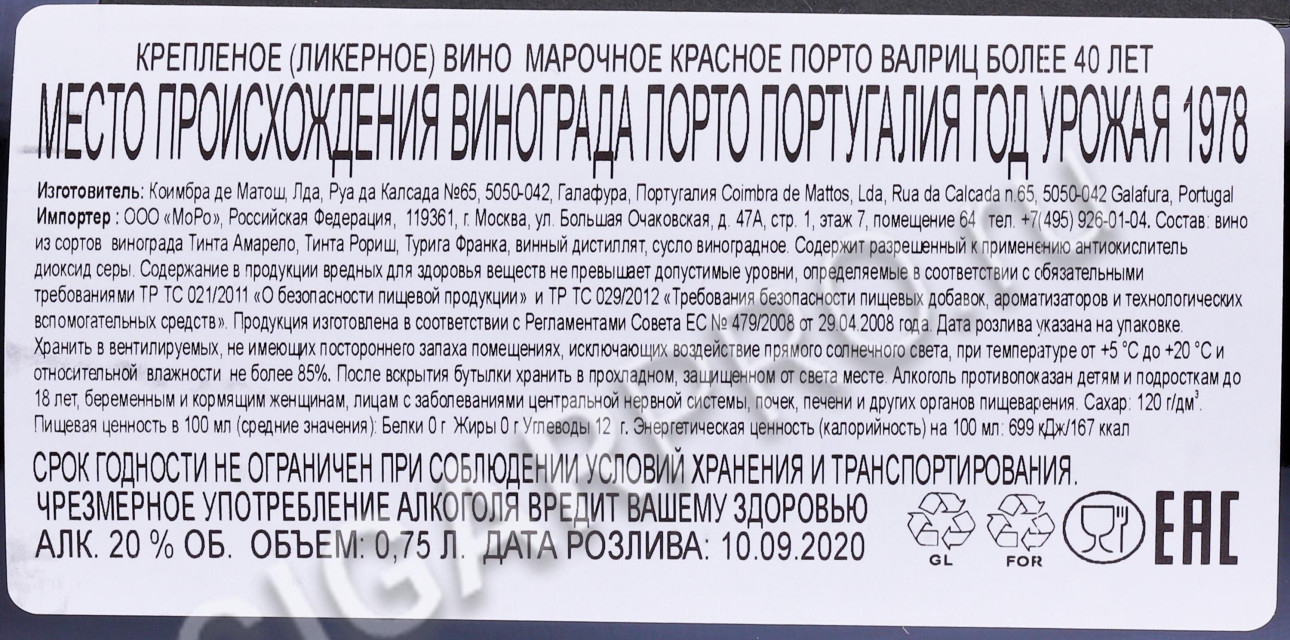 КРЕПЛЕНОЕ (ЛИКЕРНОЕ) ВИНО МАРОЧНОЕ КРАСНОЕ ПОРТО ВАЛРИЦ БОЛЕЕ 40 ЛЕТ
МЕСТО ПРОИСХОЖДЕНИЯ ВИНОГРАДА ПОРТО ПОРТУГАЛИЯ ГОД УРОЖАЯ 1978
Изготовитель: Коимбра де Матош, Лда, Руа да Калсада №65, 5050-042, Галафура, Португалия Coimbra de Mattos, Lda, Rua da Calcada n.65, 5050-042 Galafura, Portugal
Импортер : ООО «МоРо», Российская Федерация, 119361, г. Москва, ул. Большая Очаковская, д. 47А, стр. 1, этаж 7, помещение 64 тел. +7(495) 926-01-04. Состав: вино
из сортов винограда Тинта Амарело, Тинта Рориш, Турига Франка, винный дистиллят, сусло виноградное. Содержит разрешенный к применению антиокислитель
диоксид серы. Содержание в продукции вредных для здоровья веществ не превышает допустимые уровни, определяемые в соответствии с обязательными
требованиями ТР ТС 021/2011 «О безопасности пищевой продукции» и ТР ТС 029/2012 «Требования безопасности пищевых добавок, ароматизаторов и технологических
вспомогательных средств». Продукция изготовлена в соответствии с Регламентами Совета ЕС № 479/2008 от 29.04.2008 года. Дата розлива указана на упаковке.
Хранить в вентилируемых, не имеющих постороннего запаха помещениях, исключающих воздействие прямого солнечного света, при температуре от +5 °С до +20 °С и
относительной влажности не более 85%. После вскрытия бутылки хранить в прохладном, защищенном от света месте. Алкоголь противопоказан детям и подросткам до
18 лет, беременным и кормящим женщинам, лицам с заболеваниями центральной нервной системы, почек, печени и других органов пищеварения. Сахар: 120 г/дм³.
Пищевая ценность в 100 мл (средние значения): Белки 0 г Жиры 0 г Углеводы 12 г. Энергетическая ценность (калорийность) на 100 мл: 699 кДж/167 ккал
СРОК ГОДНОСТИ НЕ ОГРАНИЧЕН ПРИ СОБЛЮДЕНИИ УСЛОВИЙ ХРАНЕНИЯ И ТРАНСПОРТИРОВАНИЯ.
ЧРЕЗМЕРНОЕ УПОТРЕБЛЕНИЕ АЛКОГОЛЯ ВРЕДИТ ВАШЕМУ ЗДОРОВЬЮ
АЛК. 20 % ОБ. ОБЪЕМ: 0,75 Л. ДАТА РОЗЛИВА: 10.09.2020
GL FOR EAC
CIGARPRO.ru